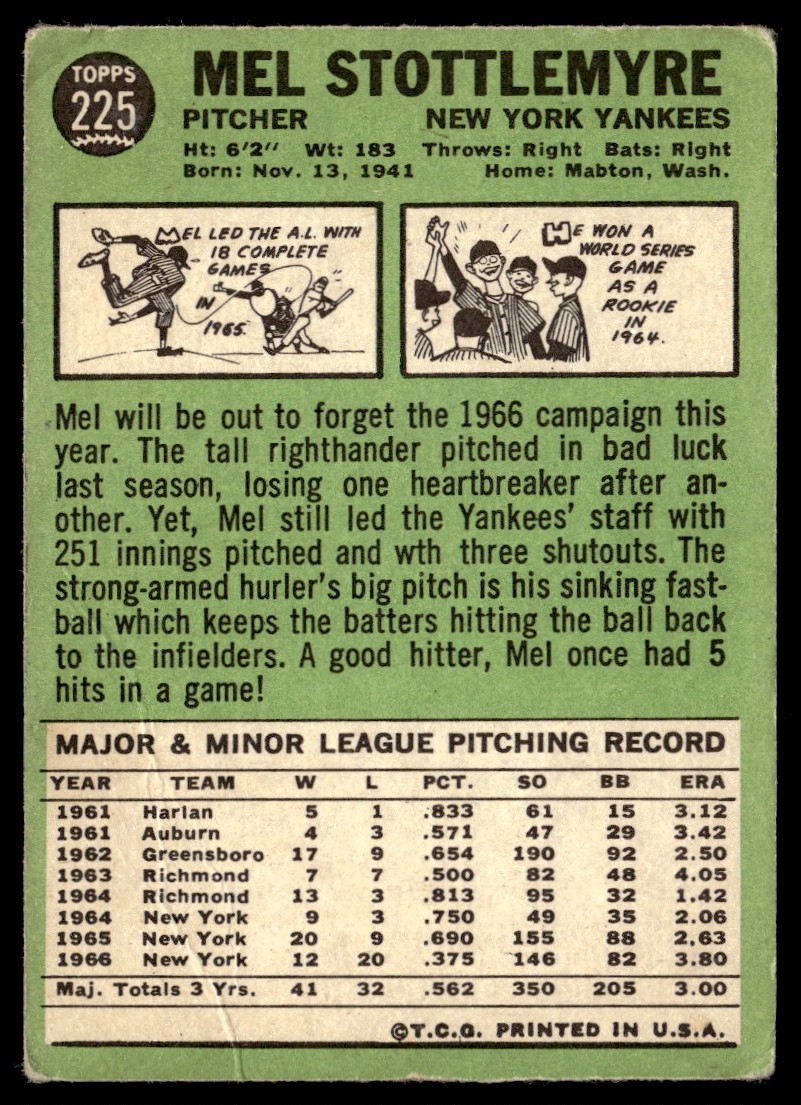 TOPPS
225
MEL STOTTLEMYRE
PITCHER NEW YORK YANKEES
Ht: 6'2" Wt: 183 Throws: Right Bats: Right
Born: Nov. 13, 1941 Home: Mabton, Wash.
MEL LED THE A.L. WITH
18 COMPLETE
GAMES
IN
1965.
HE WON A
WORLD SERIES
GAME
AS A
ROOKIE
IN
1964.
Mel will be out to forget the 1966 campaign this
year. The tall righthander pitched in bad luck
last season, losing one heartbreaker after an-
other. Yet, Mel still led the Yankees' staff with
251 innings pitched and wth three shutouts. The
strong-armed hurler's big pitch is his sinking fast-
ball which keeps the batters hitting the ball back
to the infielders. A good hitter, Mel once had 5
hits in a game!
MAJOR & MINOR LEAGUE PITCHING RECORD
YEAR TEAM W L PCT. SO BB ERA
1961 Harlan 5 1 .833 61 15 3.12
1961 Auburn 4 3 .571 47 29 3.42
1962 Greensboro 17 9 .654 190 92 2.50
1963 Richmond 7 7 .500 82 48 4.05
1964 Richmond 13 3 .813 95 32 1.42
1964 New York 9 3 .750 49 35 2.06
1965 New York 20 9 .690 155 88 2.63
1966 New York 12 20 .375 146 82 3.80
Maj. Totals 3 Yrs. 41 32 .562 350 205 3.00
©T.C.G. PRINTED IN U.S.A.